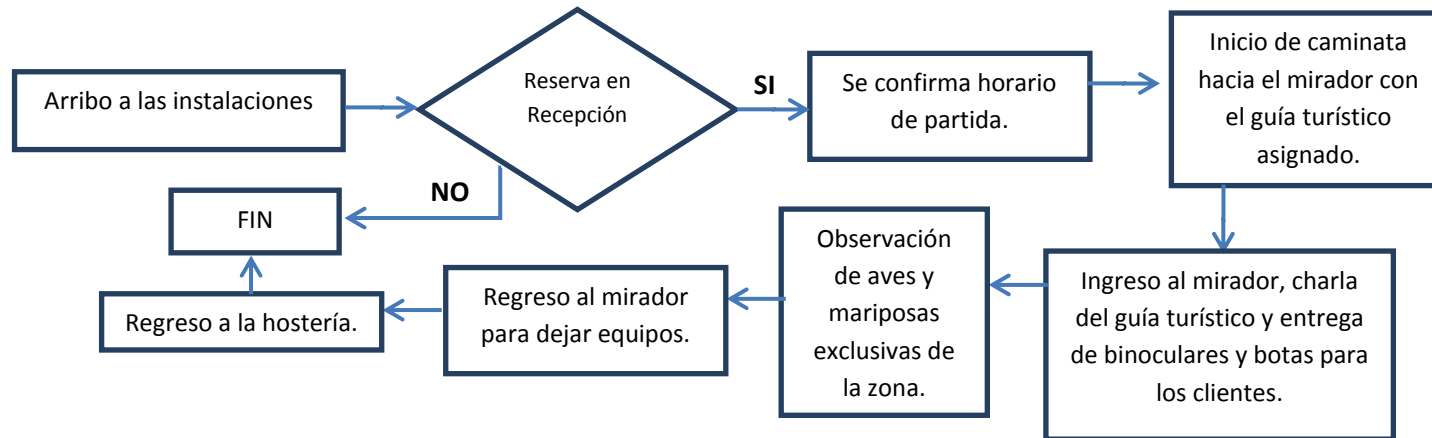 Arribo a las instalaciones
Reserva en
Recepción
SI
Se confirma horario
de partida.
Inicio de caminata
hacia el mirador con
el guía turístico
asignado.
NO
FIN
Ingreso al mirador, charla
del guía turístico y entrega
de binoculares y botas para
los clientes.
Observación
de aves y
mariposas
exclusivas de
la zona.
Regreso al mirador
para dejar equipos.
Regreso a la hostería.